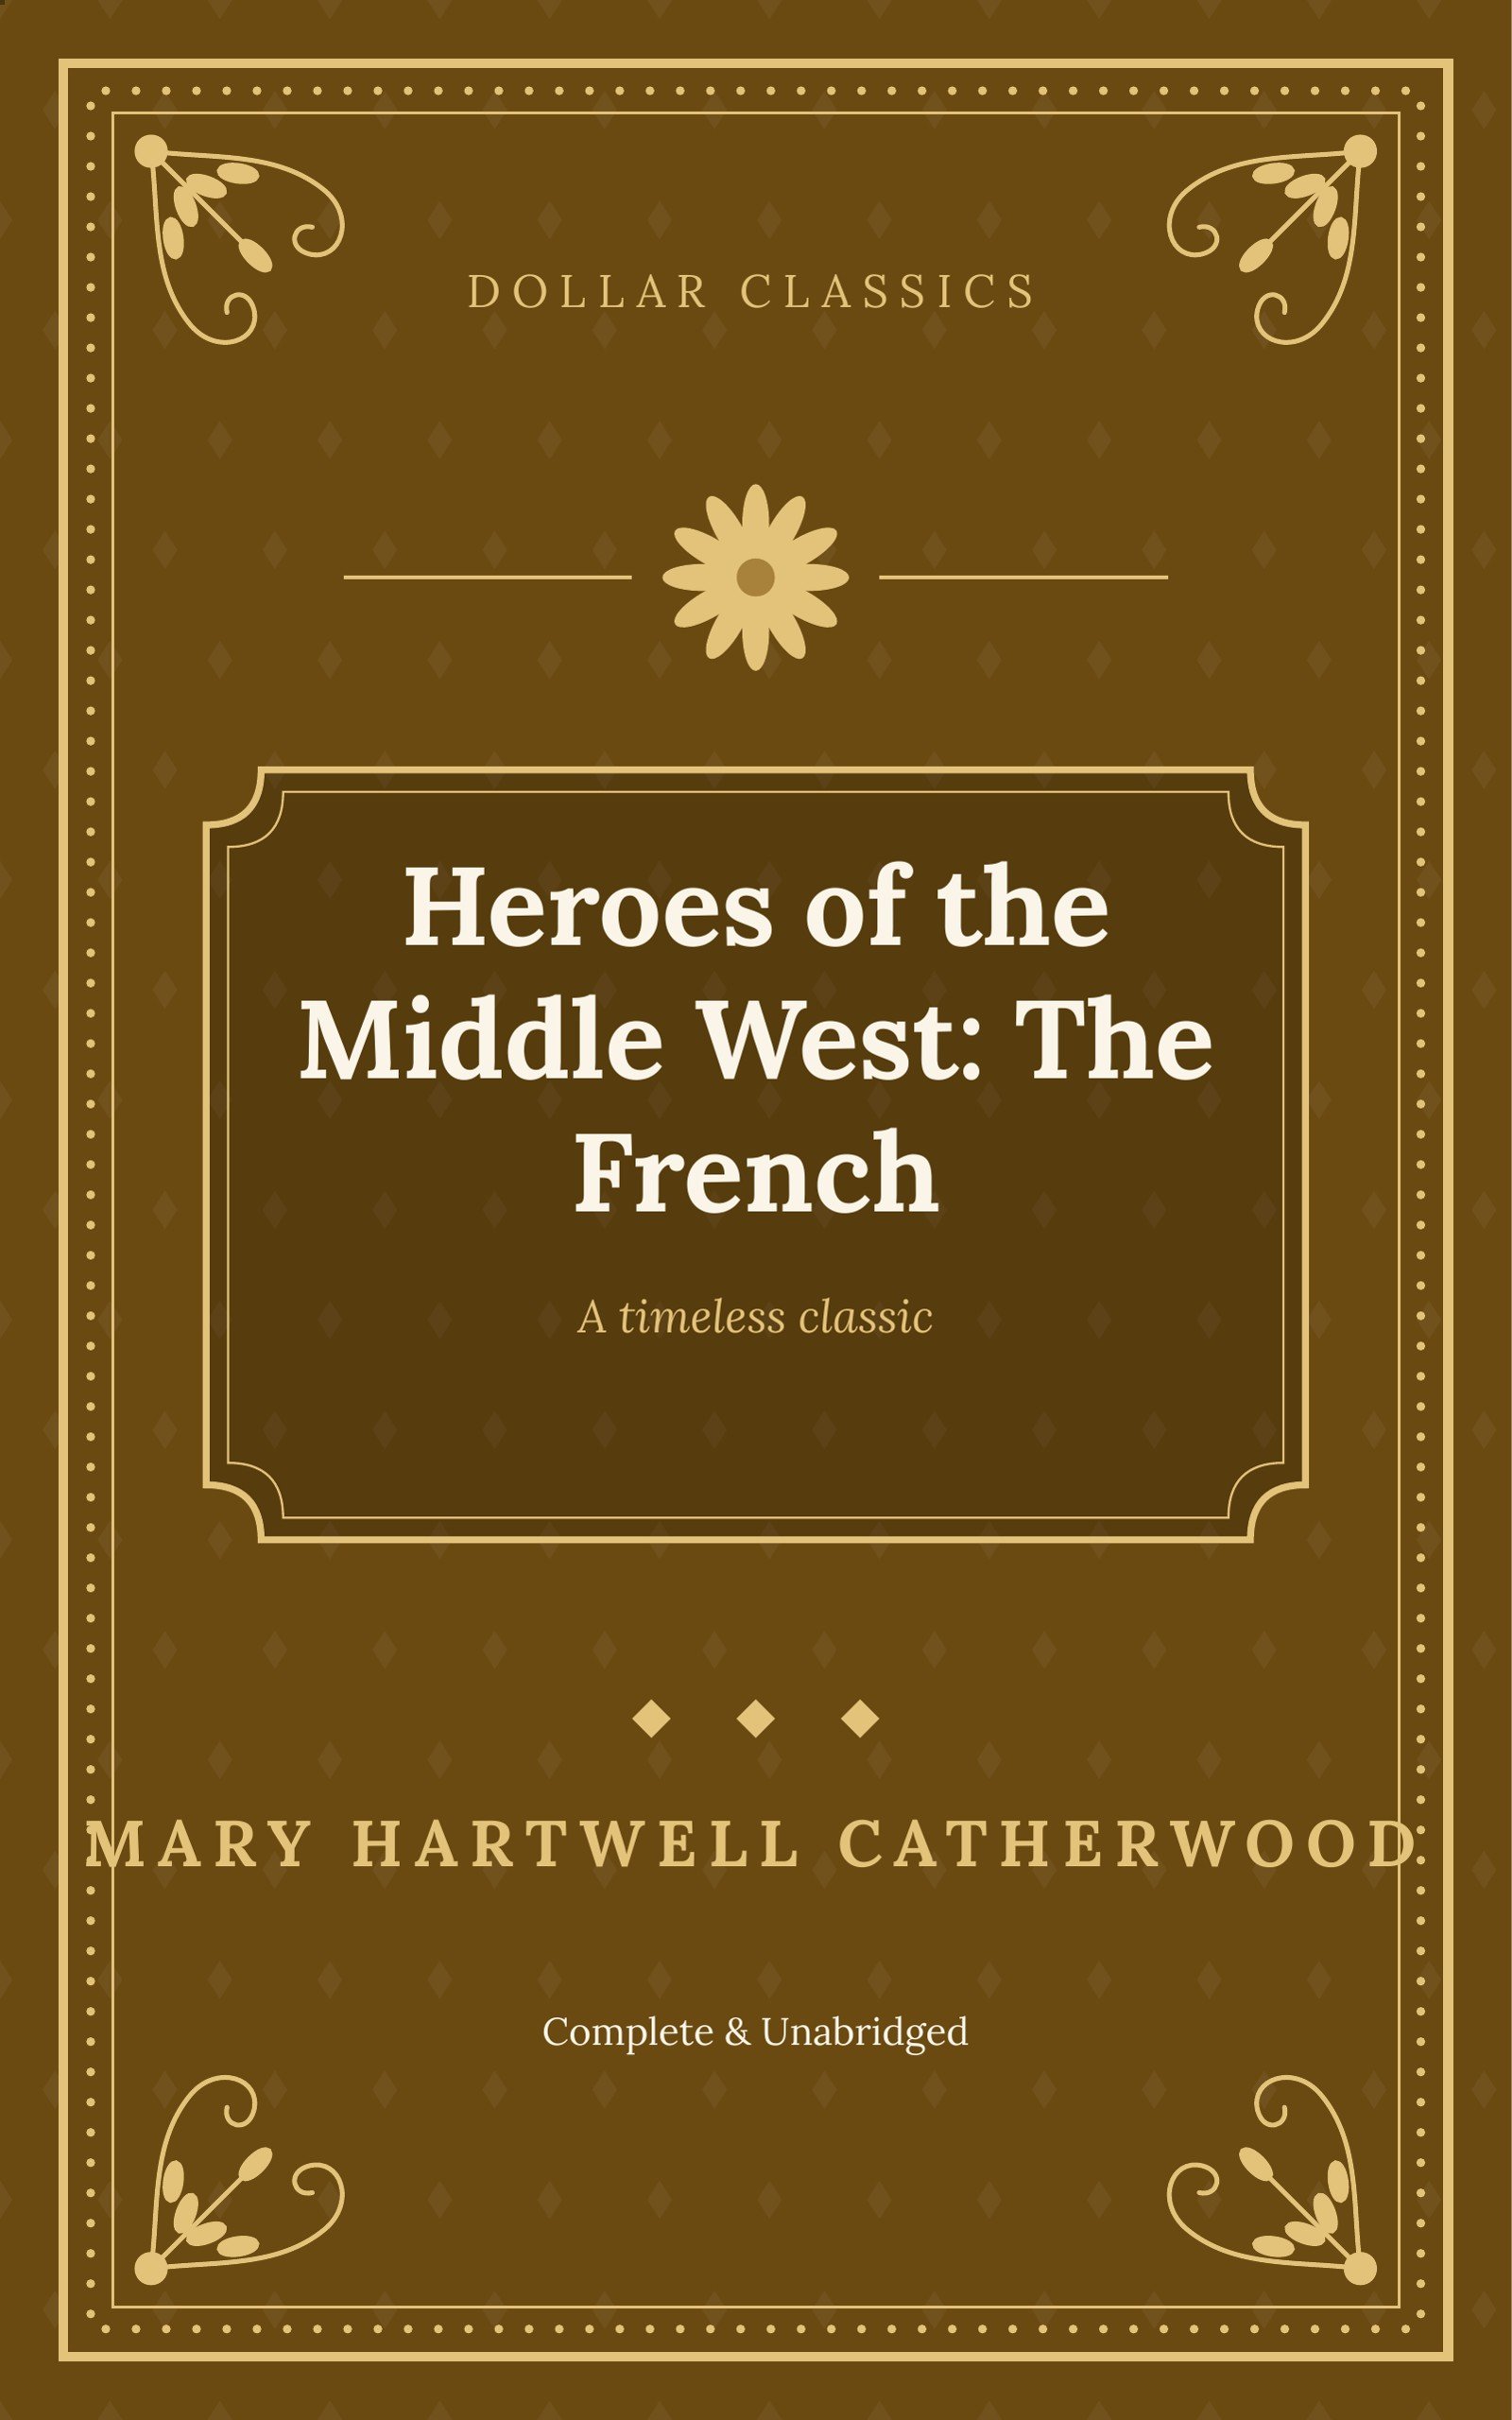 DOLLAR CLASSICS
Heroes of the
Middle West: The
French
A timeless classic
MARY HARTWELL CATHERWOOD
Complete & Unabridged